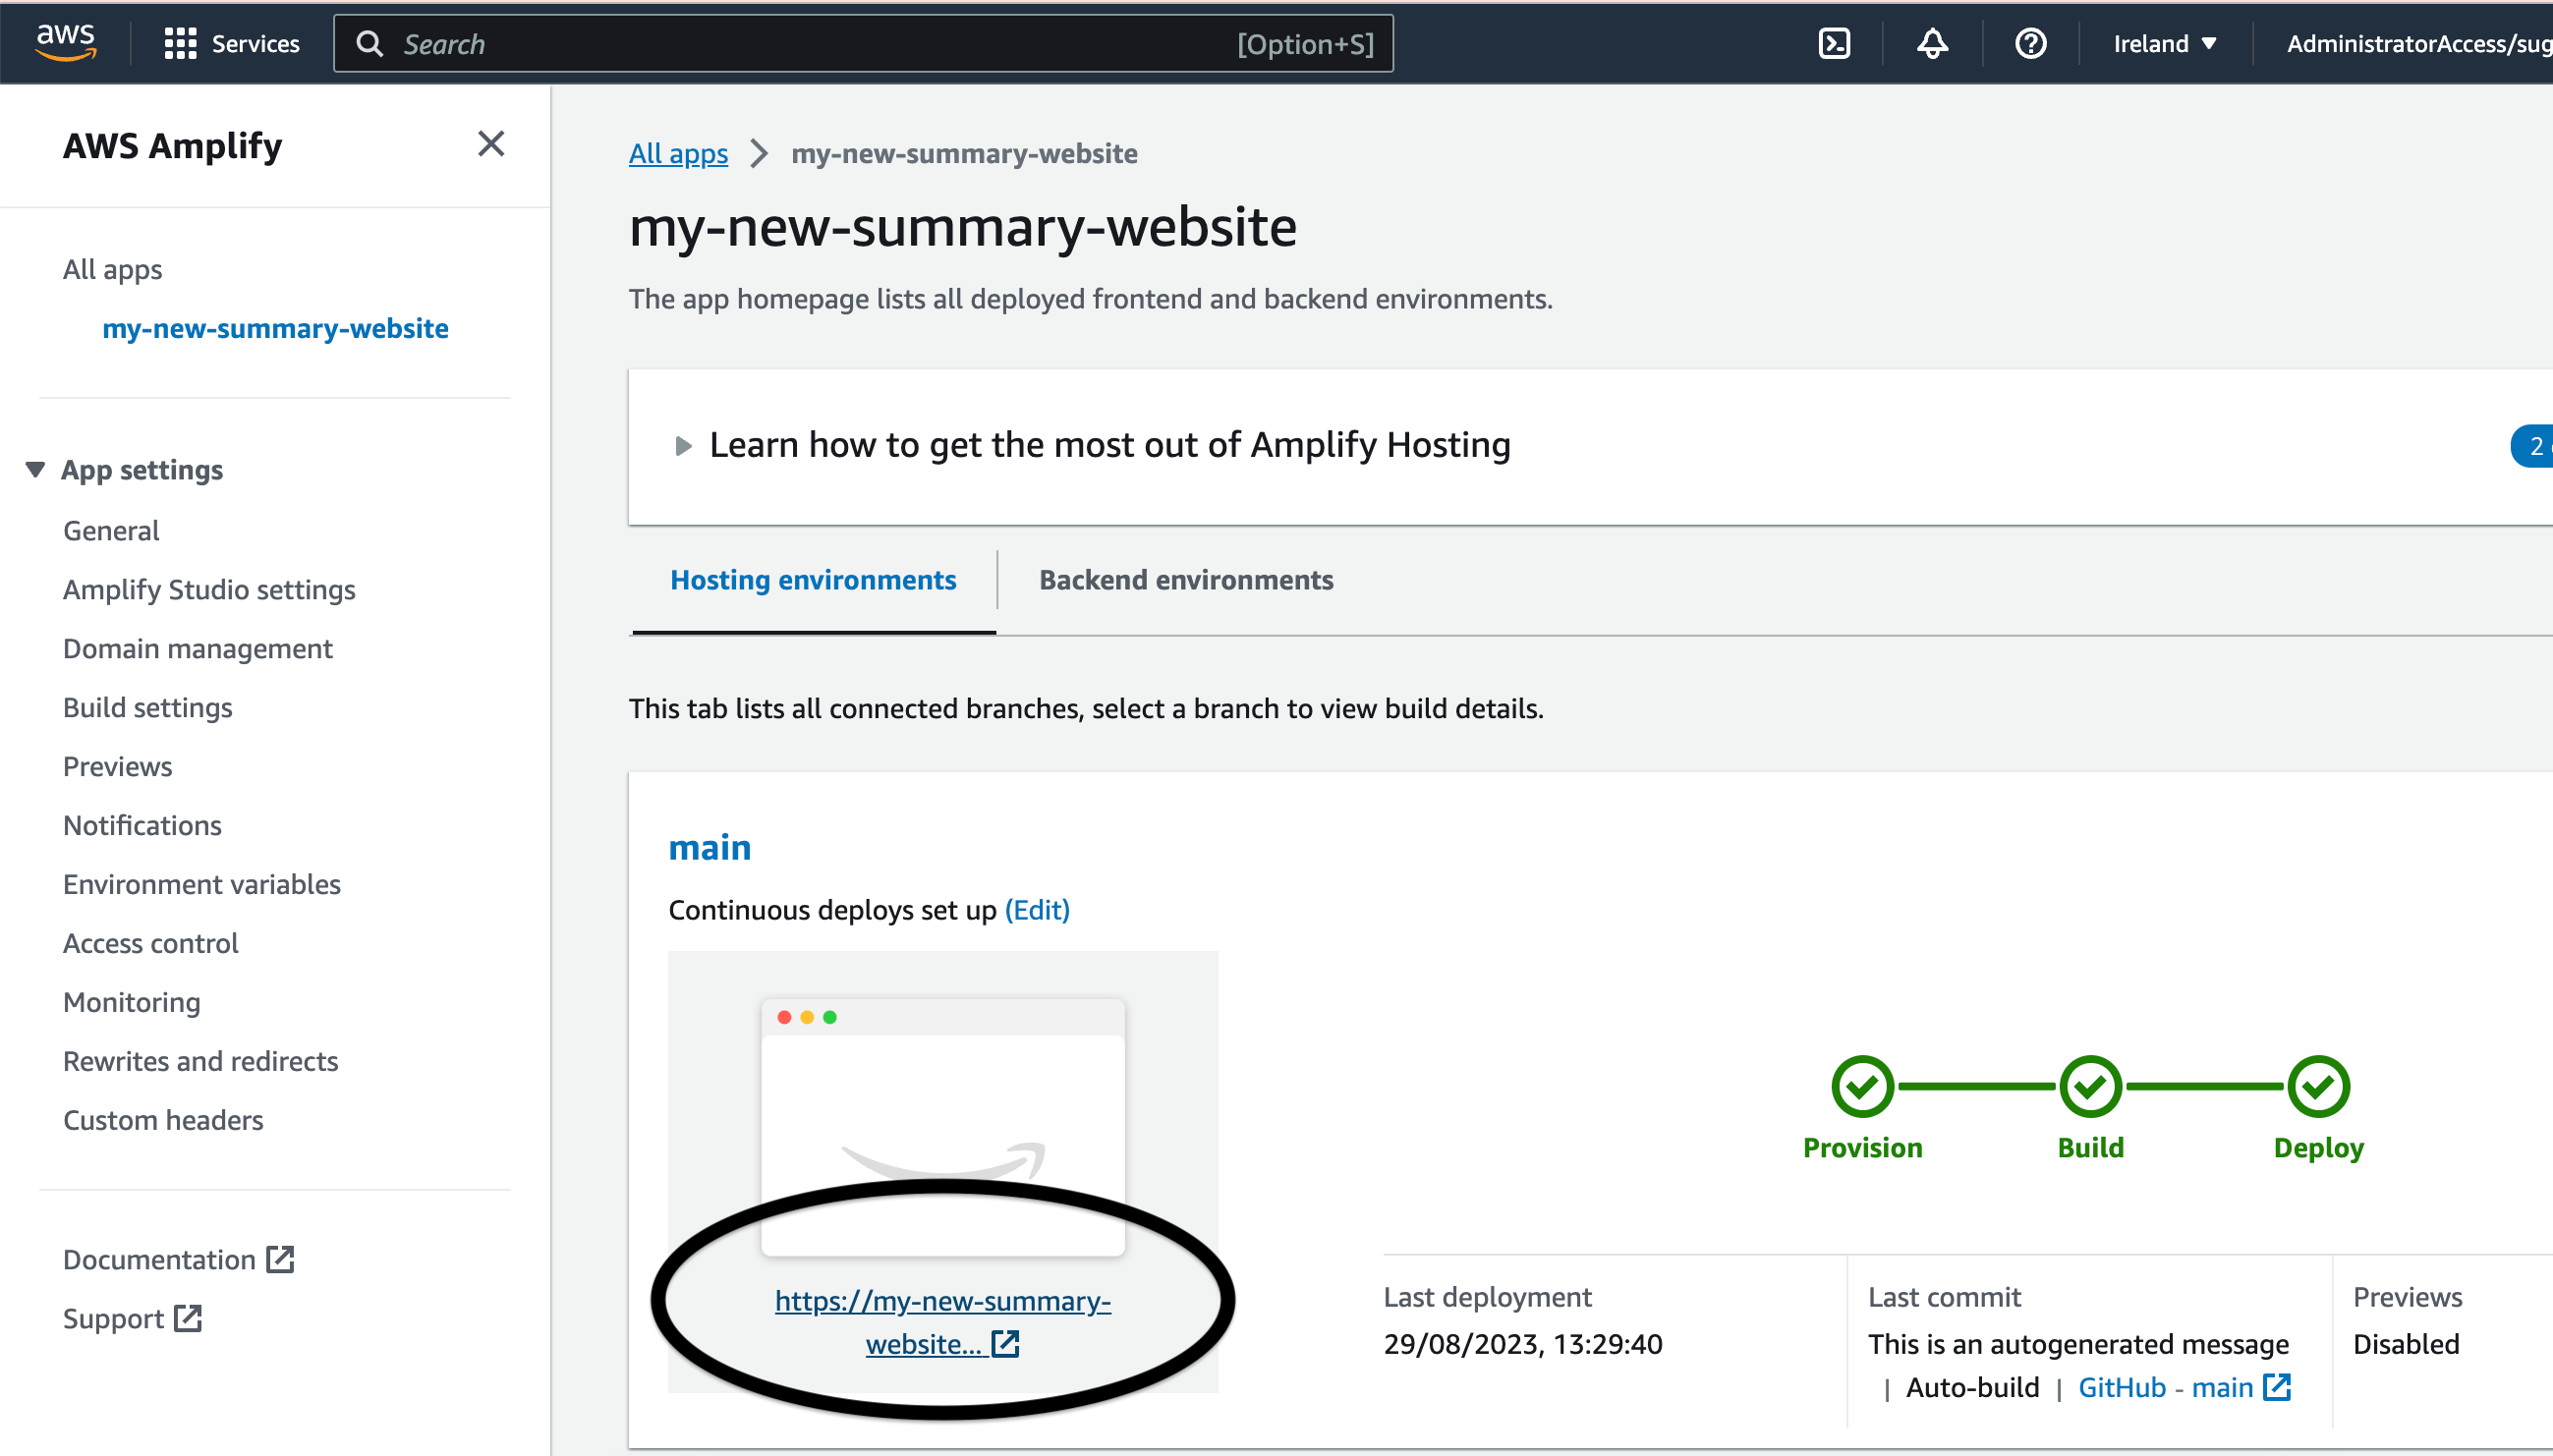 aws
Services
Search
[Option+S]
Ireland
AdministratorAccess/sug
AWS Amplify
All apps
my-new-summary-website
App settings
General
Amplify Studio settings
Domain management
Build settings
Previews
Notifications
Environment variables
Access control
Monitoring
Rewrites and redirects
Custom headers
Documentation
Support
All apps
my-new-summary-website
my-new-summary-website
The app homepage lists all deployed frontend and backend environments.
Learn how to get the most out of Amplify Hosting
2
Hosting environments
Backend environments
This tab lists all connected branches, select a branch to view build details.
main
Continuous deploys set up (Edit)
https://my-new-summary-
website...
Provision
Build
Deploy
Last deployment
29/08/2023, 13:29:40
Last commit
This is an autogenerated message
| Auto-build | GitHub - main
Previews
Disabled